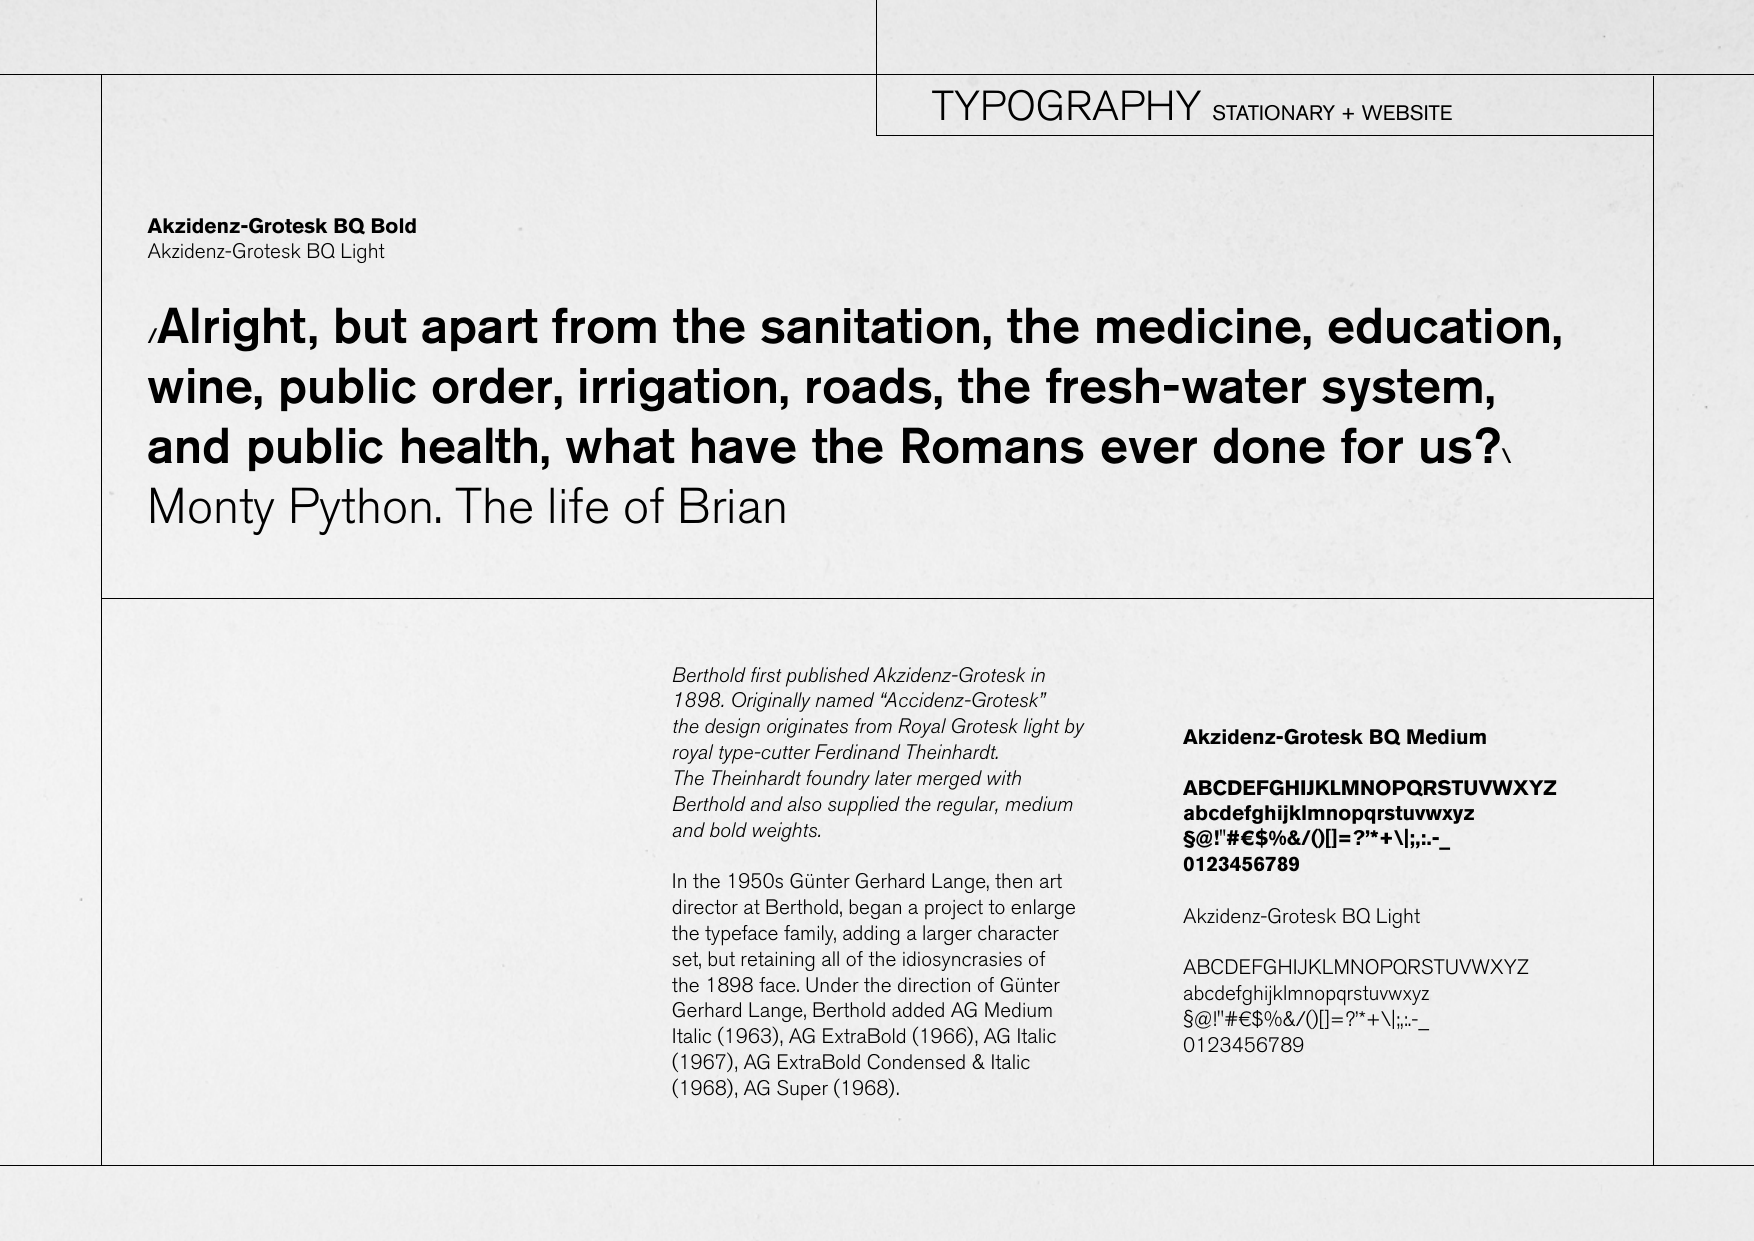 TYPOGRAPHY STATIONARY + WEBSITE
Akzidenz-Grotesk BQ Bold
Akzidenz-Grotesk BQ Light
/Alright, but apart from the sanitation, the medicine, education,
wine, public order, irrigation, roads, the fresh-water system,
and public health, what have the Romans ever done for us?\
Monty Python. The life of Brian
Berthold first published Akzidenz-Grotesk in
1898. Originally named “Accidenz-Grotesk”
the design originates from Royal Grotesk light by
royal type-cutter Ferdinand Theinhardt.
The Theinhardt foundry later merged with
Berthold and also supplied the regular, medium
and bold weights.
In the 1950s Günter Gerhard Lange, then art
director at Berthold, began a project to enlarge
the typeface family, adding a larger character
set, but retaining all of the idiosyncrasies of
the 1898 face. Under the direction of Günter
Gerhard Lange, Berthold added AG Medium
Italic (1963), AG ExtraBold (1966), AG Italic
(1967), AG ExtraBold Condensed & Italic
(1968), AG Super (1968).
Akzidenz-Grotesk BQ Medium
ABCDEFGHIJKLMNOPQRSTUVWXYZ
abcdefghijklmnopqrstuvwxyz
§@!"#€$%&/()[]=?’*+\|;,:.-_
0123456789
Akzidenz-Grotesk BQ Light
ABCDEFGHIJKLMNOPQRSTUVWXYZ
abcdefghijklmnopqrstuvwxyz
§@!"#€$%&/()[]=?’*+\|;,:.-_
0123456789